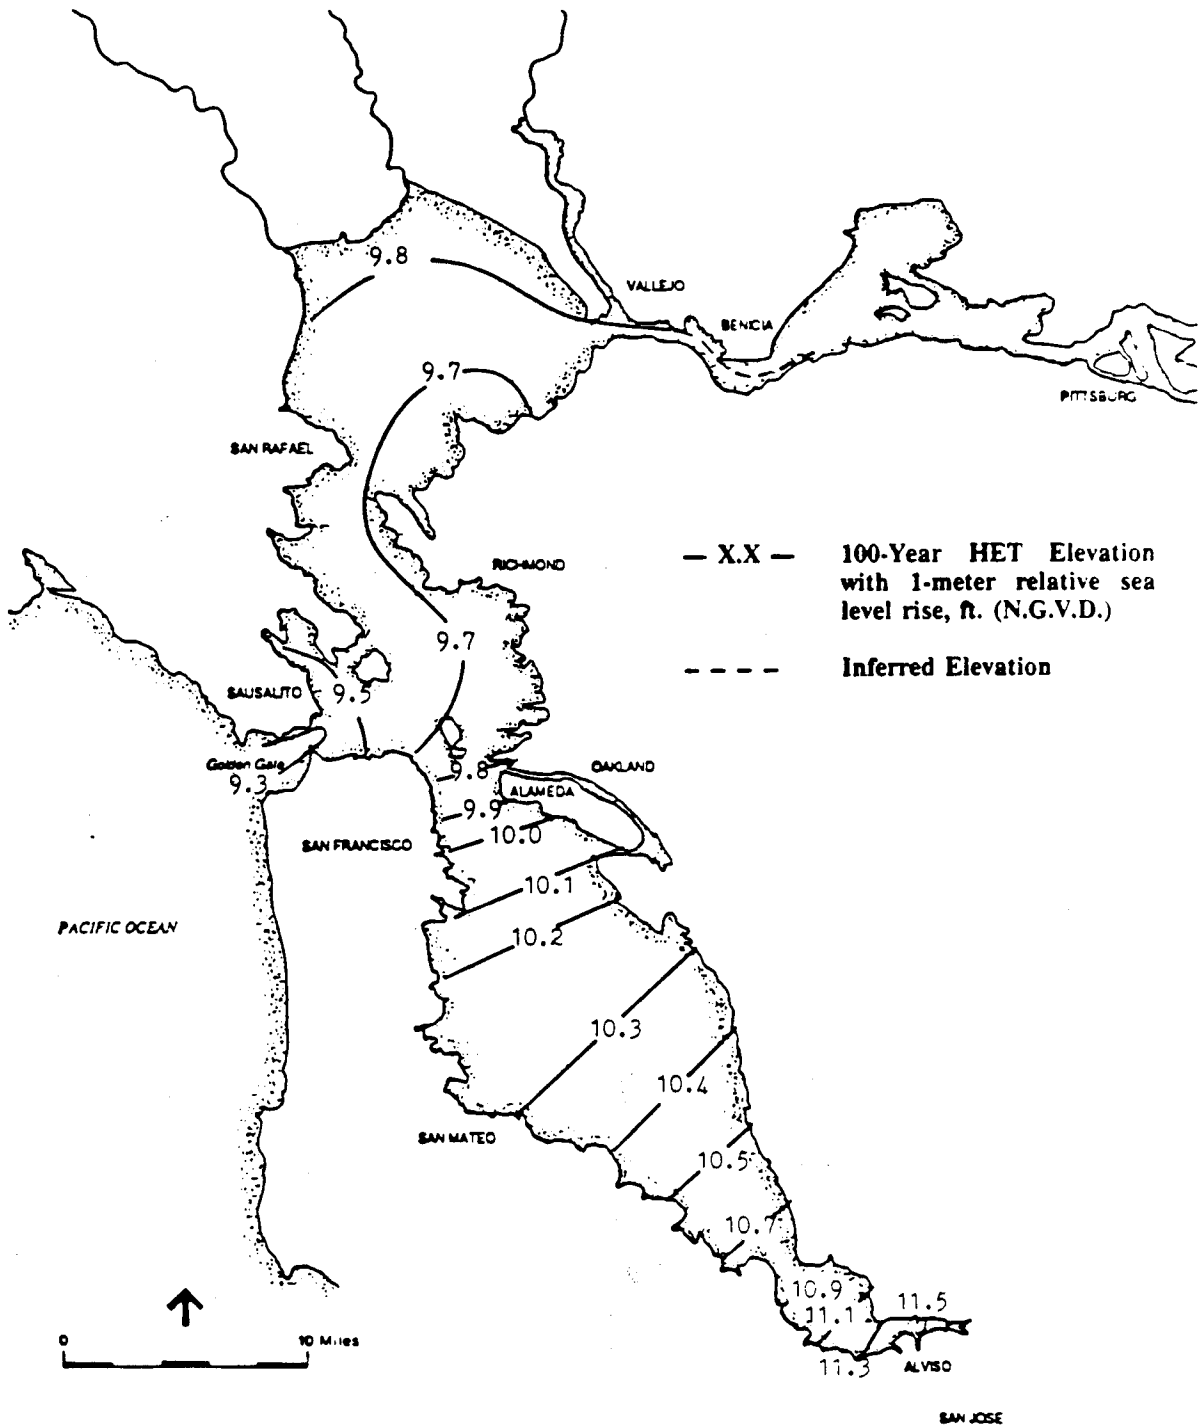 9.8
VALLEJO
BENICIA
9.7
PITTSBURG
SAN RAFAEL
— X.X — 100-Year HET Elevation
with 1-meter relative sea
level rise, ft. (N.G.V.D.)
RICHMOND
9.7
- - - - - Inferred Elevation
SAUSALITO
9.5
Golden Gate
9.3
9.8
OAKLAND
ALAMEDA
9.9
10.0
SAN FRANCISCO
10.1
PACIFIC OCEAN
10.2
10.3
10.4
SAN MATEO
10.5
10.7
10.9
11.1
11.5
0 10 Miles
11.3
ALVISO
SAN JOSE